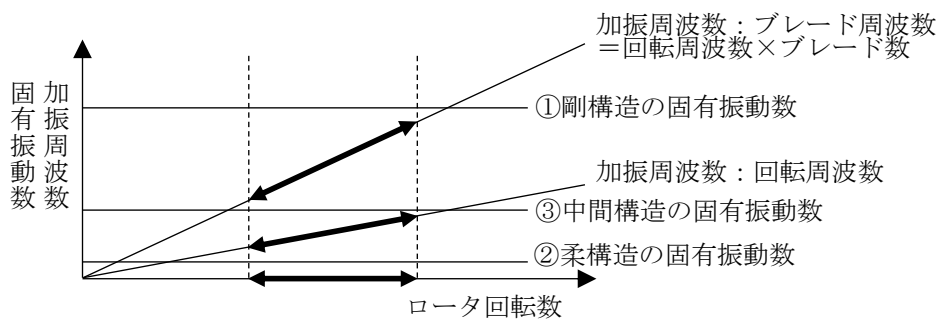 加振周波数：ブレード周波数
＝回転周波数×ブレード数
固有振動数
加振周波数
①剛構造の固有振動数
加振周波数：回転周波数
③中間構造の固有振動数
②柔構造の固有振動数
ロータ回転数